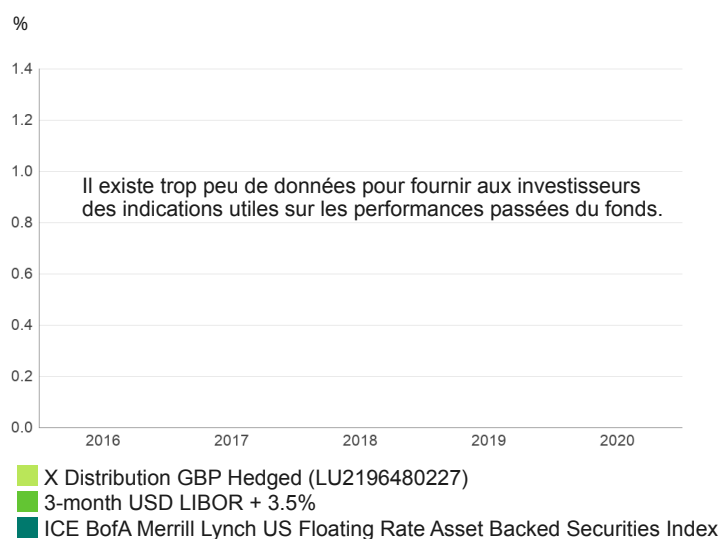 %
1.4
1.2
1.0
Il existe trop peu de données pour fournir aux investisseurs
des indications utiles sur les performances passées du fonds.
0.8
0.6
0.4
0.2
0.0
2016 2017 2018 2019 2020
X Distribution GBP Hedged (LU2196480227)
3-month USD LIBOR + 3.5%
ICE BofA Merrill Lynch US Floating Rate Asset Backed Securities Index